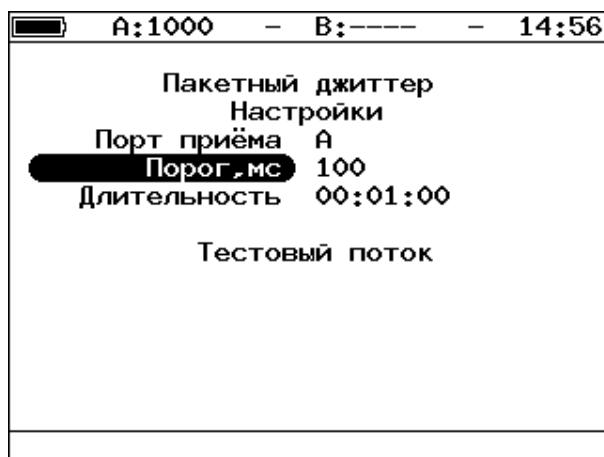 A:1000 – B:---- – 14:56
Пакетный джиттер
Настройки
Порт приёма A
Порог,мс 100
Длительность 00:01:00
Тестовый поток